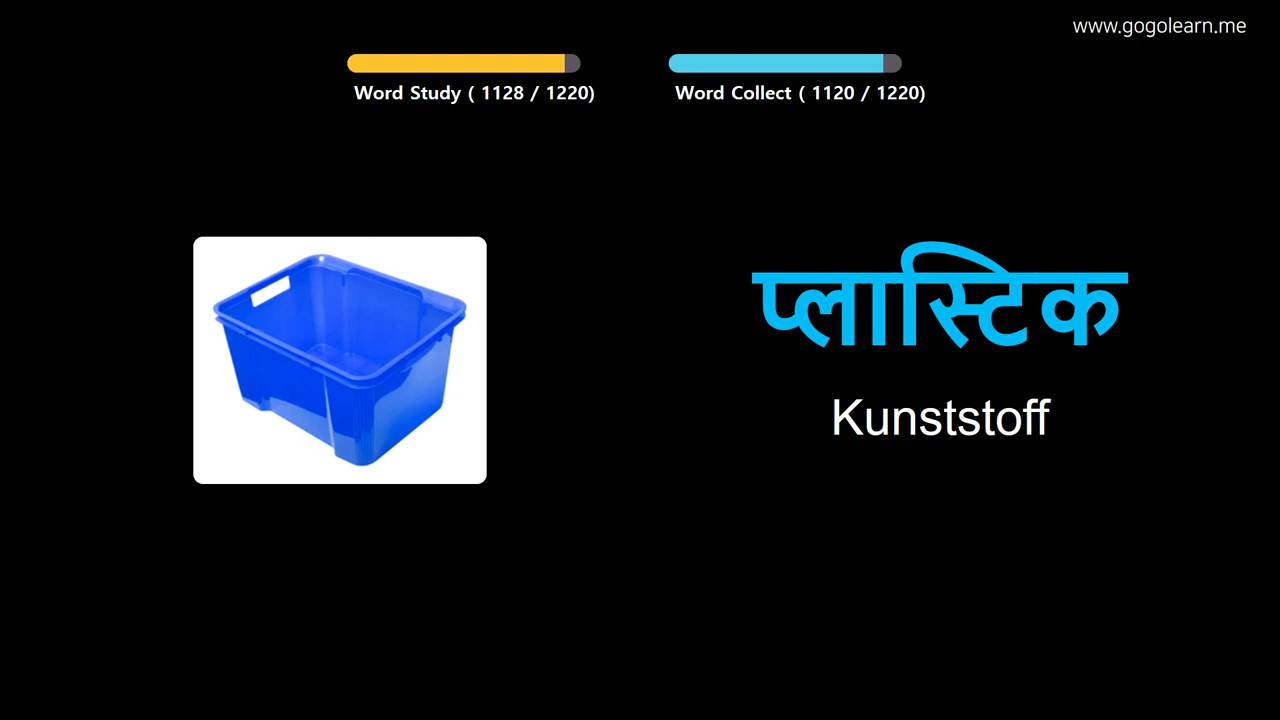 www.gogolearn.me
Word Study ( 1128 / 1220)
Word Collect ( 1120 / 1220)
प्लास्टिक
Kunststoff